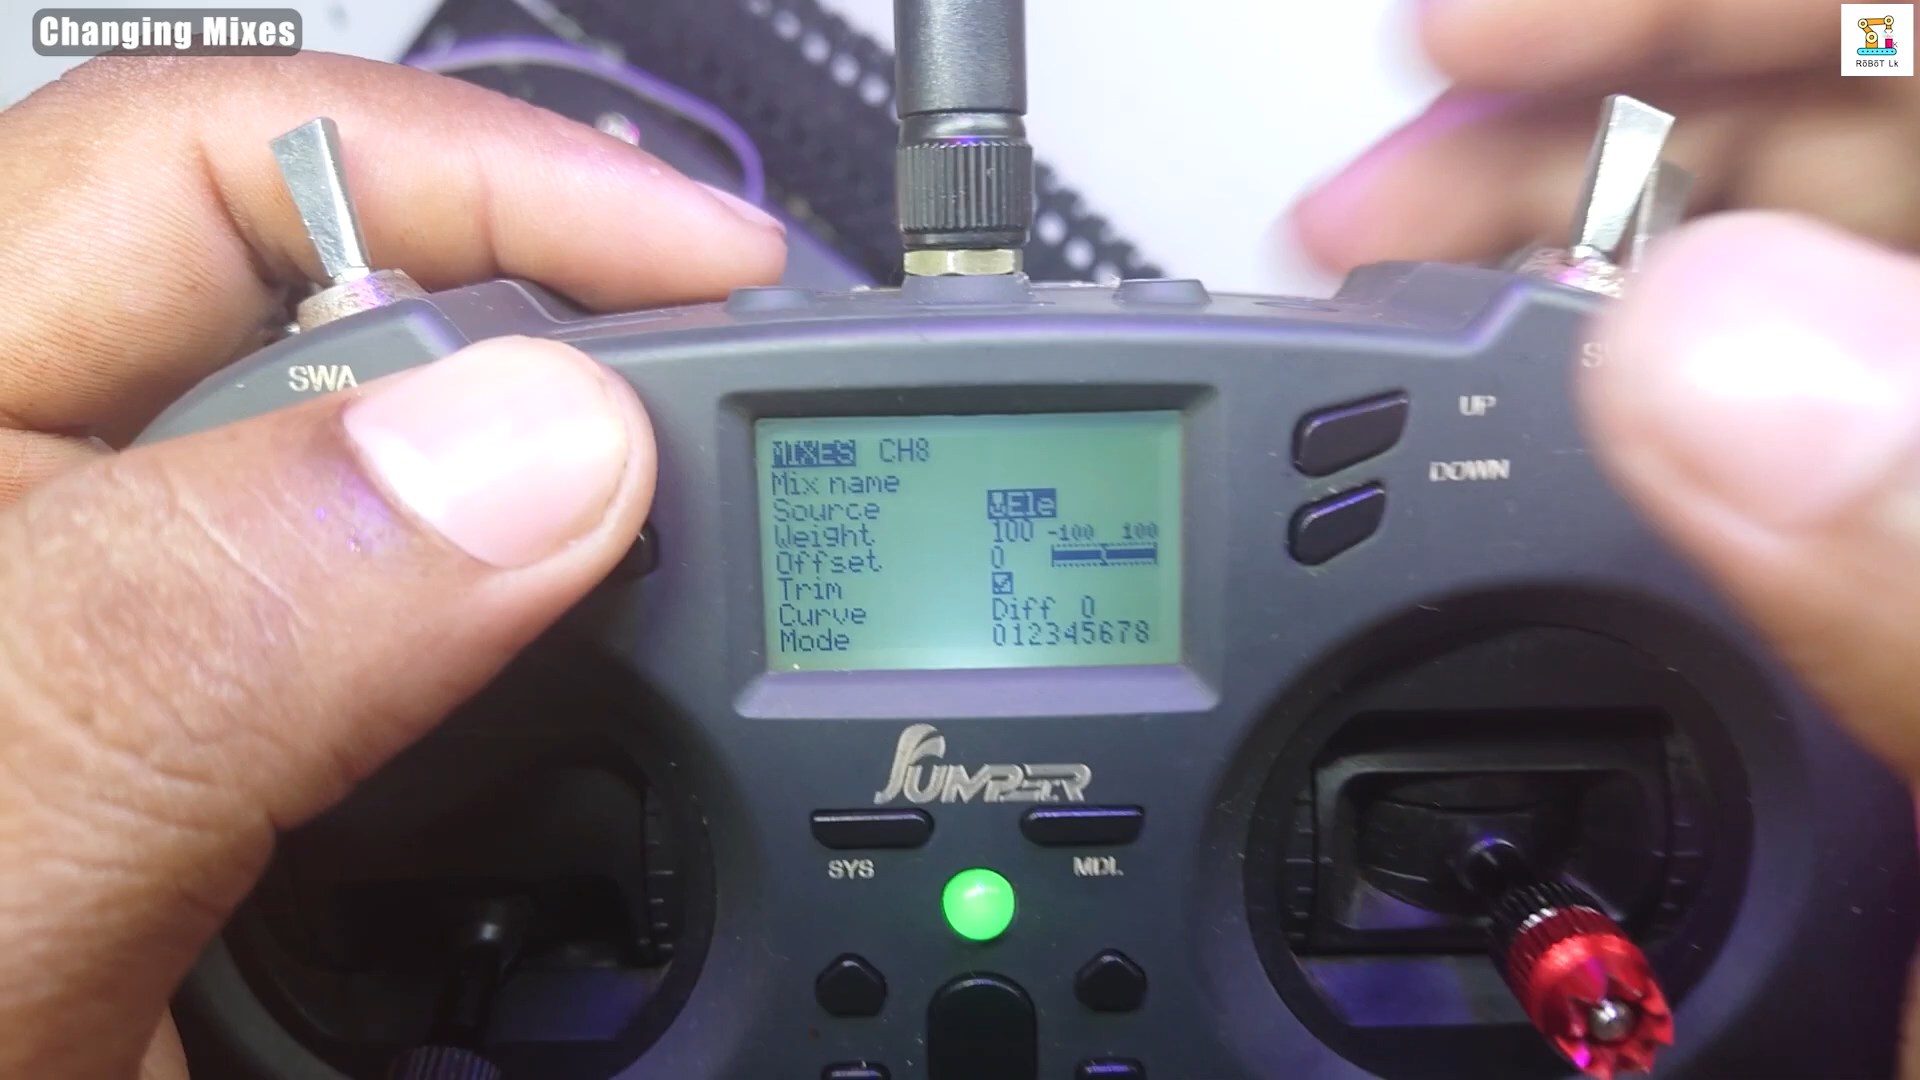 Changing Mixes
RōBōT Lk
SWA
UP
DOWN
MIXES CH8
Mix name
Source Ele
Weight 100 -100 100
Offset 0
Trim
Curve Diff 0
Mode 012345678
JUMPER
SYS MDL